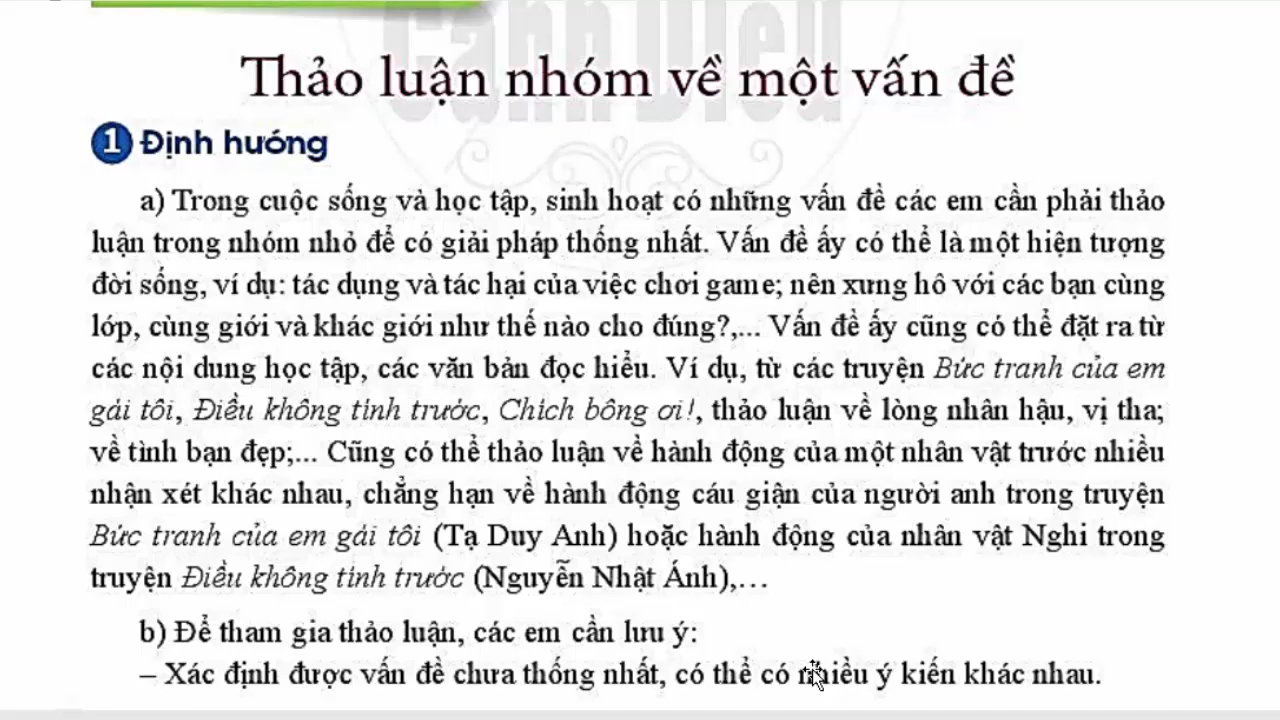 Cánh Diều
Thảo luận nhóm về một vấn đề
1 Định hướng
a) Trong cuộc sống và học tập, sinh hoạt có những vấn đề các em cần phải thảo
luận trong nhóm nhỏ để có giải pháp thống nhất. Vấn đề ấy có thể là một hiện tượng
đời sống, ví dụ: tác dụng và tác hại của việc chơi game; nên xưng hô với các bạn cùng
lớp, cùng giới và khác giới như thế nào cho đúng?,... Vấn đề ấy cũng có thể đặt ra từ
các nội dung học tập, các văn bản đọc hiểu. Ví dụ, từ các truyện Bức tranh của em
gái tôi, Điều không tính trước, Chích bông ơi!, thảo luận về lòng nhân hậu, vị tha;
về tình bạn đẹp;... Cũng có thể thảo luận về hành động của một nhân vật trước nhiều
nhận xét khác nhau, chẳng hạn về hành động cáu giận của người anh trong truyện
Bức tranh của em gái tôi (Tạ Duy Anh) hoặc hành động của nhân vật Nghi trong
truyện Điều không tính trước (Nguyễn Nhật Ánh),...
b) Để tham gia thảo luận, các em cần lưu ý:
– Xác định được vấn đề chưa thống nhất, có thể có nhiều ý kiến khác nhau.